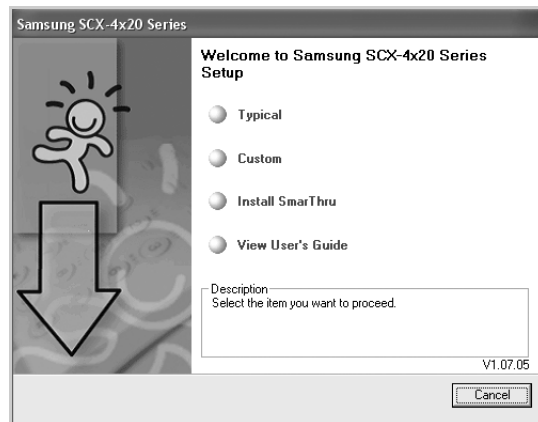 Samsung SCX-4x20 Series
Welcome to Samsung SCX-4x20 Series
Setup
Typical
Custom
Install SmarThru
View User's Guide
Description
Select the item you want to proceed.
V1.07.05
Cancel